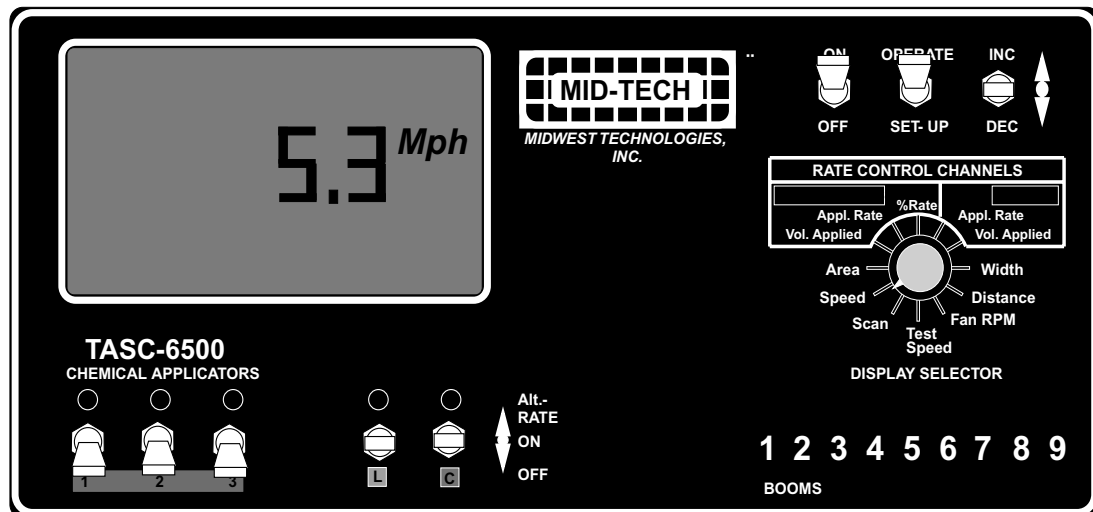 5.3 Mph
MID-TECH
MIDWEST TECHNOLOGIES,
INC.
ON OPERATE INC
OFF SET- UP DEC
RATE CONTROL CHANNELS
%Rate
Appl. Rate Appl. Rate
Vol. Applied Vol. Applied
Area Width
Speed Distance
Scan Fan RPM
Test
Speed
DISPLAY SELECTOR
TASC-6500
CHEMICAL APPLICATORS
Alt.-
RATE
ON
OFF
1 2 3 L C
1 2 3 4 5 6 7 8 9
BOOMS